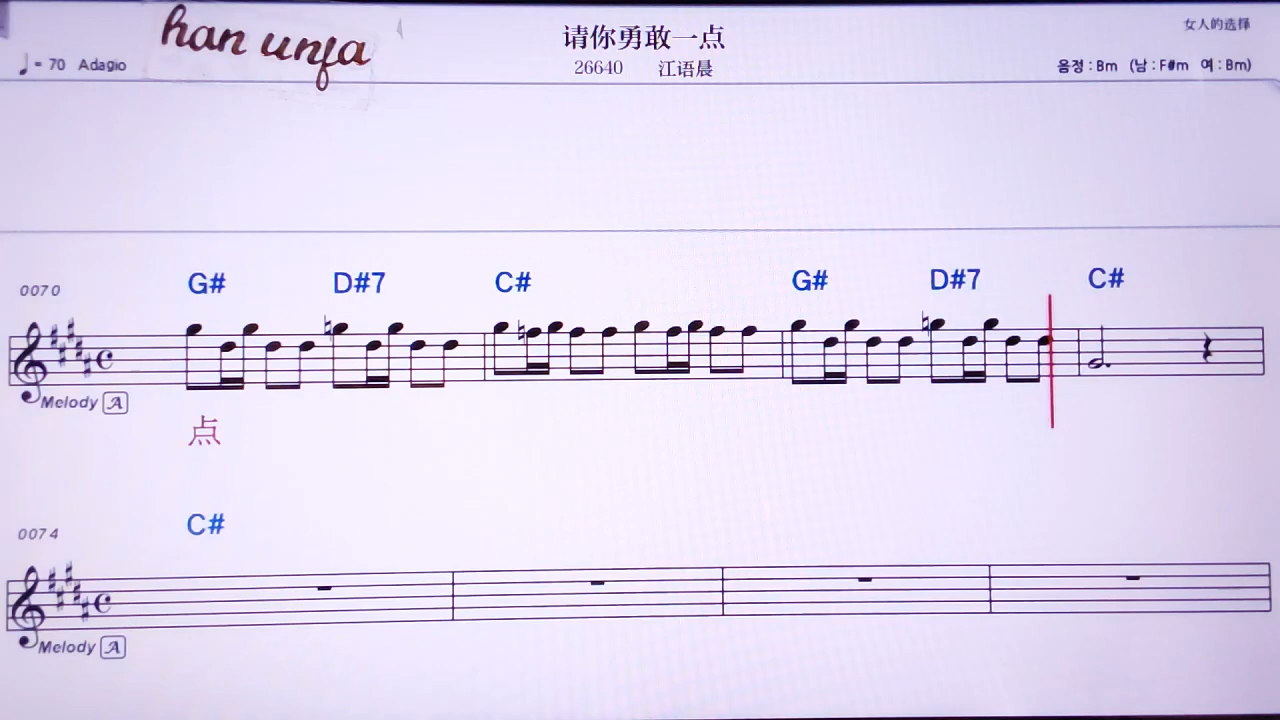 han unfa
请你勇敢一点
女人的选择
♩= 70 Adagio
26640 江语晨
음정 : Bm (남 : F#m 여 : Bm)
0070
G# D#7 C# G# D#7 C#
Melody A
点
0074
C#
Melody A